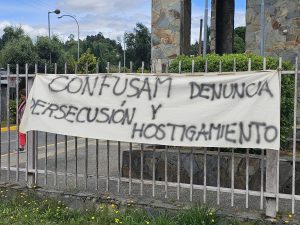 CONFUSAM DENUNCIA
PERSECUSIÓN Y
HOSTIGAMIENTO